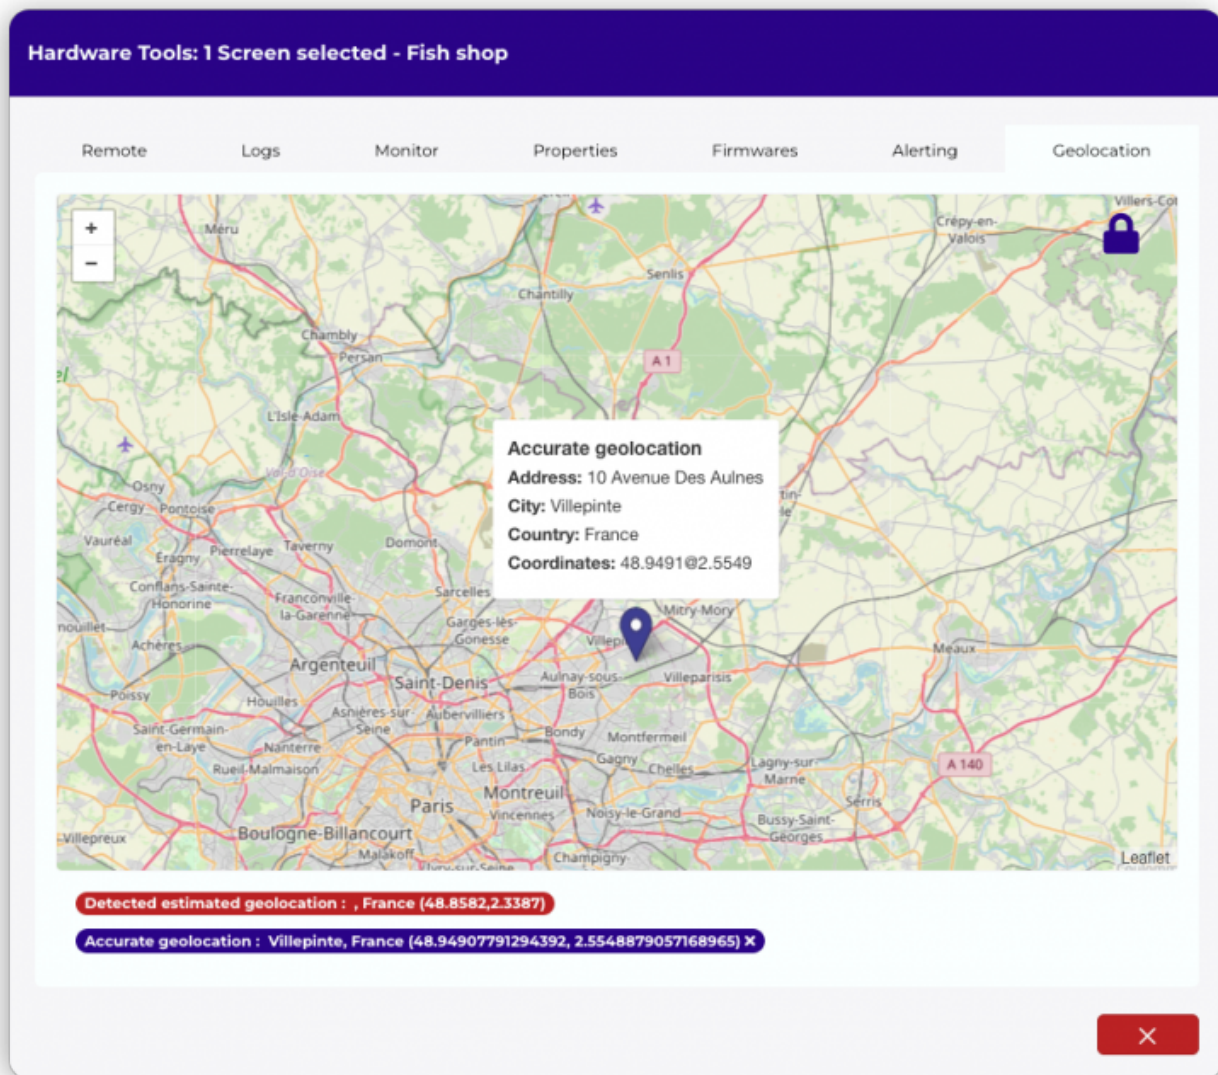 Hardware Tools: 1 Screen selected - Fish shop
Remote Logs Monitor Properties Firmwares Alerting Geolocation
+
−
Méru
Crépy-en-
Valois
Senlis
Chantilly
Chambly
Persan
A 1
L'Isle-Adam
Val-d'Oise
Osny
Cergy Pontoise
Vauréal
Éragny Pierrelaye Taverny Domont
Conflans-Sainte-
Honorine
Franconville-
la-Garenne
Sarcelles
Garges-lès-
Gonesse
Accurate geolocation
Address: 10 Avenue Des Aulnes
City: Villepinte
Country: France
Coordinates: 48.9491@2.5549
Mitry-Mory
Achères
Argenteuil
Saint-Denis
Aulnay-sous-
Bois
Villeparisis
Meaux
Poissy
Houilles
Asnières-sur-
Seine
Aubervilliers
Saint-Germain-
en-Laye
Nanterre
Rueil-Malmaison
Pantin
Bondy
Montfermeil
Les Lilas
Gagny
Chelles
Lagny-sur-
Marne
A 140
Paris
Montreuil
Vincennes
Noisy-le-Grand
Serris
Bussy-Saint-
Georges
Villepreux
Boulogne-Billancourt
Malakoff
Champigny-
Leaflet
Detected estimated geolocation : , France (48.8582,2.3387)
Accurate geolocation : Villepinte, France (48.94907791294392, 2.5548879057168965) ×
×